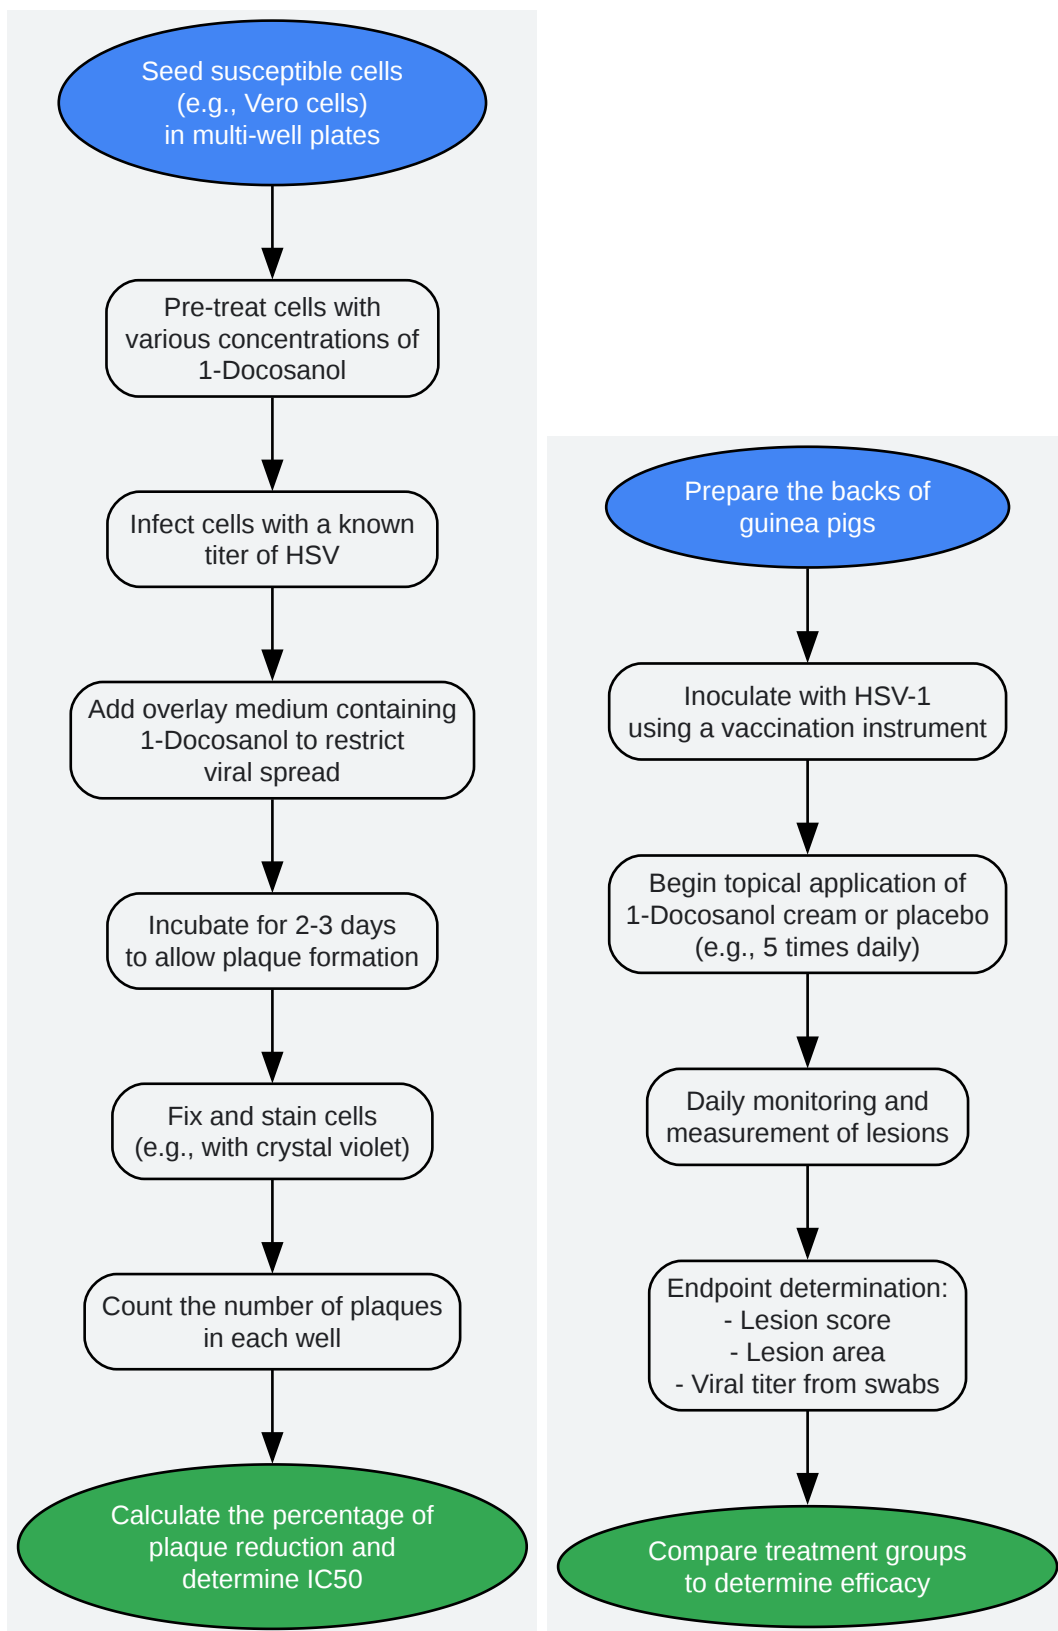 Seed susceptible cells
(e.g., Vero cells)
in multi-well plates
Pre-treat cells with
various concentrations of
1-Docosanol
Infect cells with a known
titer of HSV
Add overlay medium containing
1-Docosanol to restrict
viral spread
Incubate for 2-3 days
to allow plaque formation
Fix and stain cells
(e.g., with crystal violet)
Count the number of plaques
in each well
Calculate the percentage of
plaque reduction and
determine IC50
Prepare the backs of
guinea pigs
Inoculate with HSV-1
using a vaccination instrument
Begin topical application of
1-Docosanol cream or placebo
(e.g., 5 times daily)
Daily monitoring and
measurement of lesions
Endpoint determination:
- Lesion score
- Lesion area
- Viral titer from swabs
Compare treatment groups
to determine efficacy